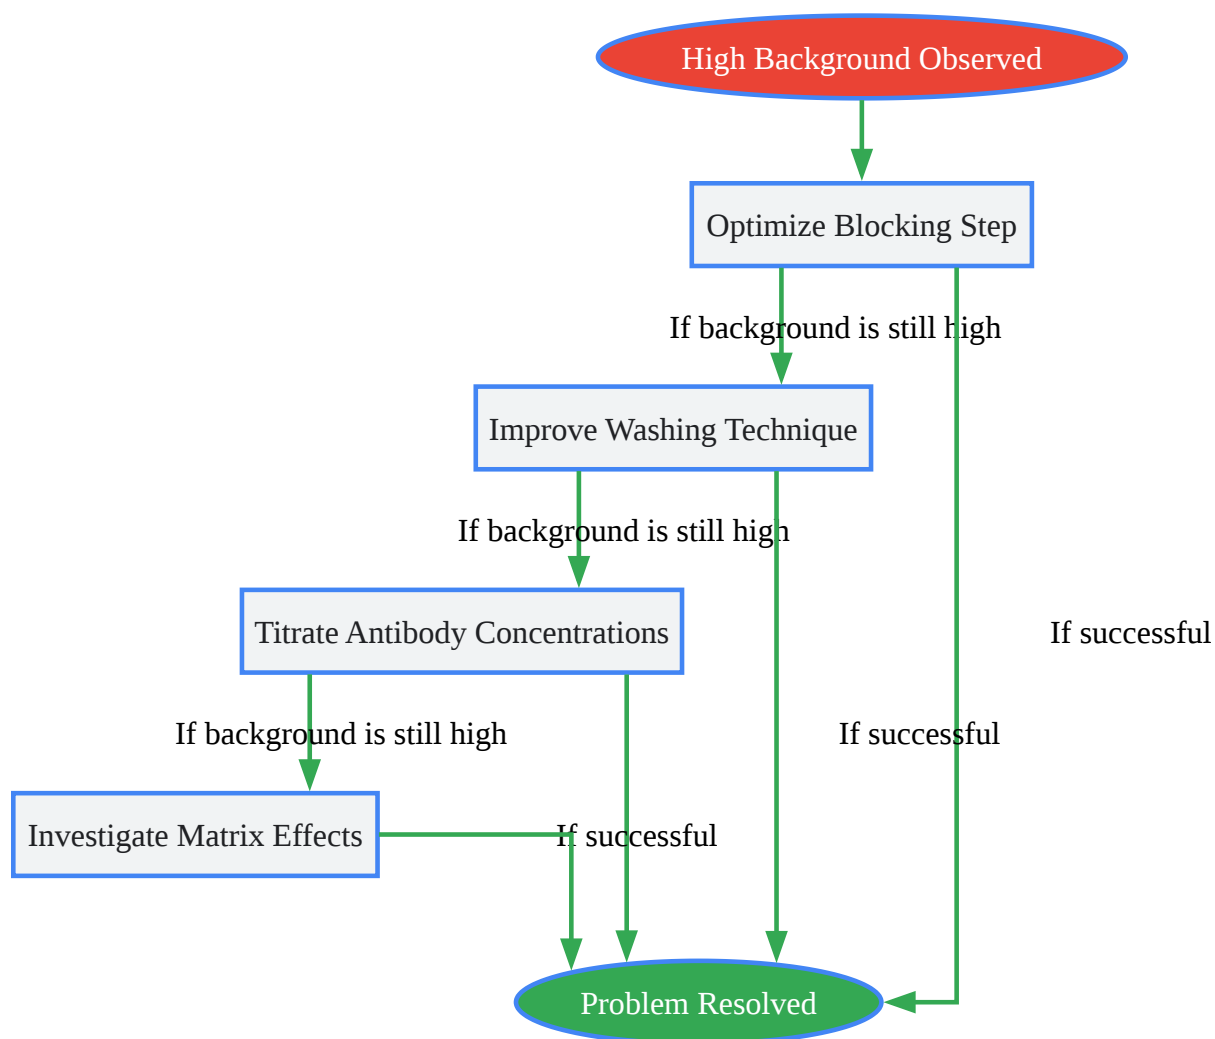 High Background Observed
Optimize Blocking Step
If background is still high
Improve Washing Technique
If background is still high
Titrate Antibody Concentrations
If successful
If background is still high
If successful
Investigate Matrix Effects
If successful
Problem Resolved